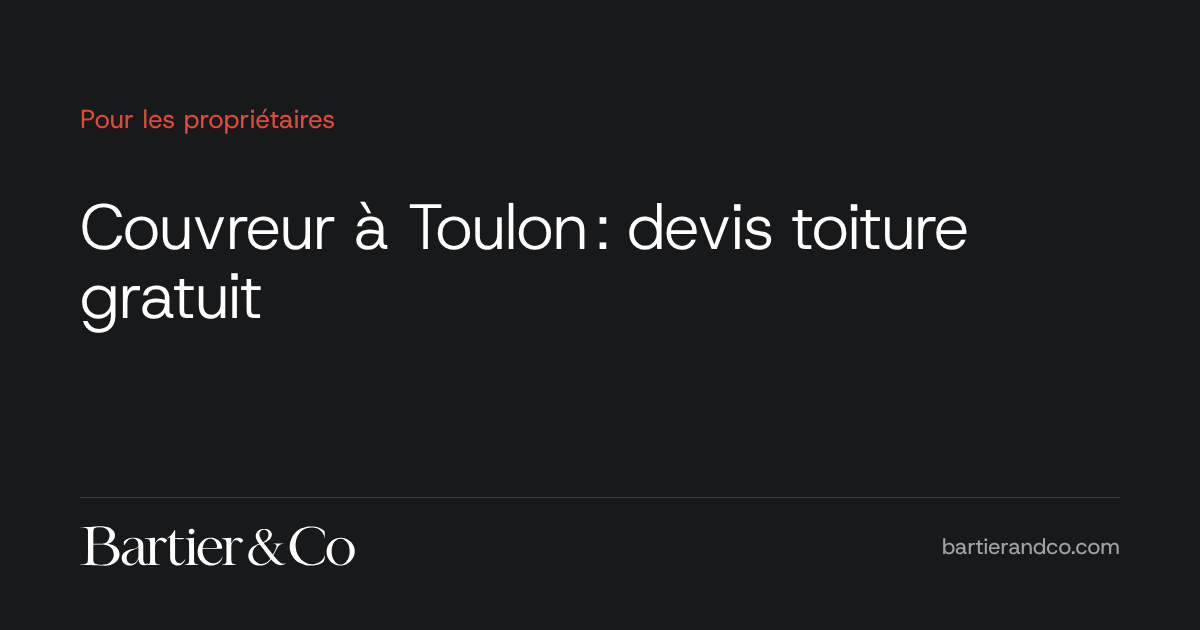 Pour les propriétaires
Couvreur à Toulon : devis toiture
gratuit
Bartier & Co
bartierandco.com